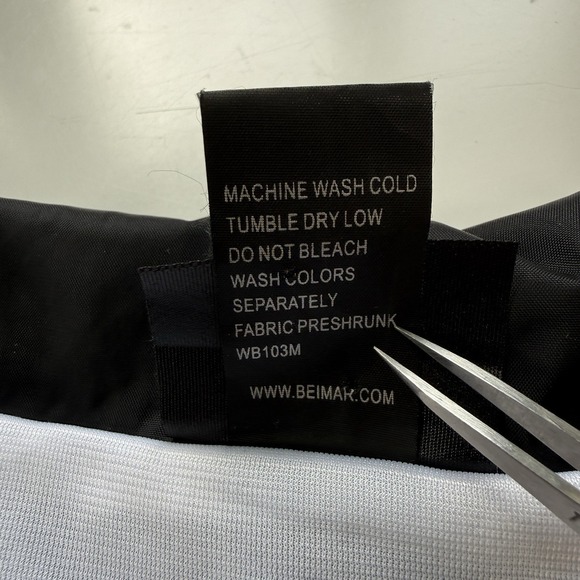 MACHINE WASH COLD
TUMBLE DRY LOW
DO NOT BLEACH
WASH COLORS
SEPARATELY
FABRIC PRESHRUNK
WB103M
WWW.BEIMAR.COM